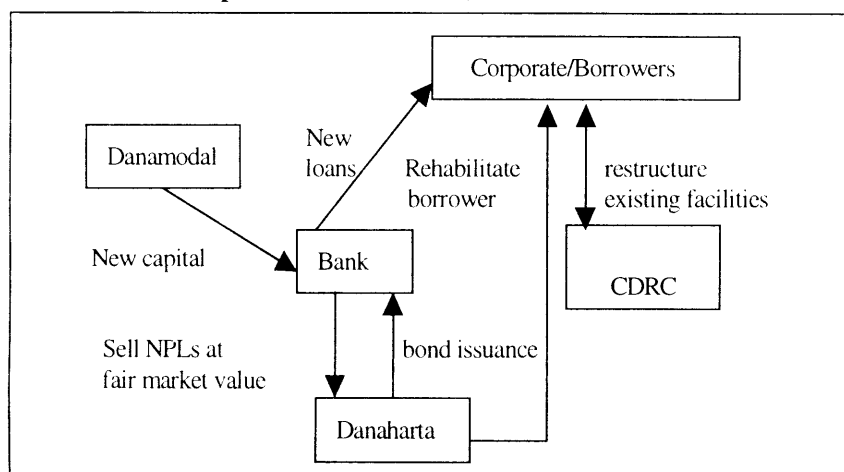 Corporate/Borrowers
Danamodal
New
loans
Rehabilitate
borrower
restructure
existing facilities
New capital
Bank
CDRC
Sell NPLs at
fair market value
bond issuance
Danaharta